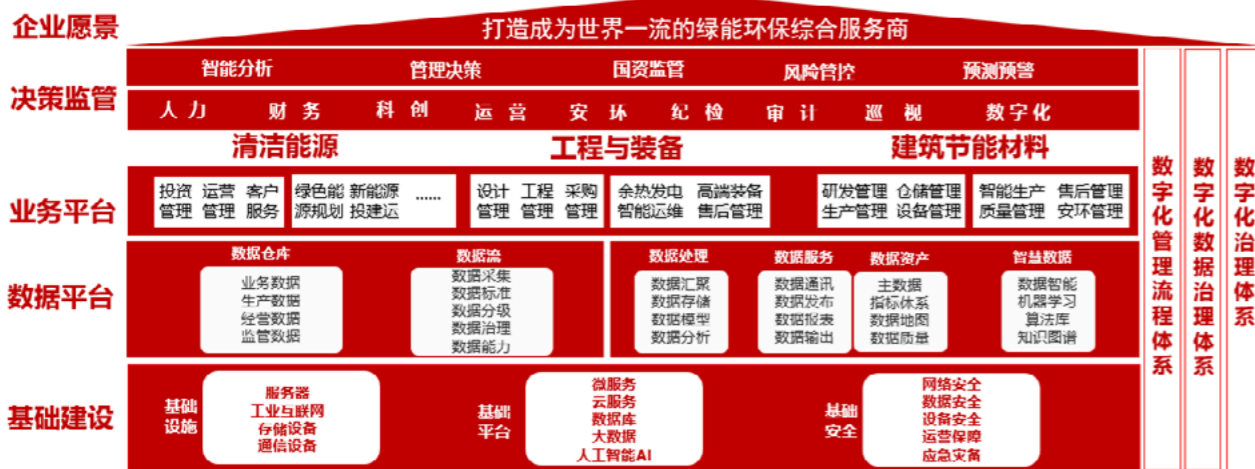 企业愿景
打造成为世界一流的绿能环保综合服务商
决策监管
智能分析 管理决策 国资监管 风险管控 预测预警
人力 财务 科创 运营 安环 纪检 审计 巡视 数字化
清洁能源 工程与装备 建筑节能材料
业务平台
投资 运营 客户
管理 管理 服务
绿色能 新能源 ......
源规划 投建运
设计 工程 采购
管理 管理 管理
余热发电 高端装备
智能运维 售后管理
研发管理 仓储管理
生产管理 设备管理
智能生产 售后管理
质量管理 安环管理
数据平台
数据仓库
业务数据
生产数据
经营数据
监管数据
数据流
数据采集
数据标准
数据分级
数据治理
数据能力
数据处理
数据汇聚
数据存储
数据模型
数据分析
数据服务
数据通讯
数据发布
数据报表
数据输出
数据资产
主数据
指标体系
数据地图
数据质量
智慧数据
数据智能
机器学习
算法库
知识图谱
基础建设
基础
设施
服务器
工业互联网
存储设备
通信设备
基础
平台
微服务
云服务
数据库
大数据
人工智能AI
基础
安全
网络安全
数据安全
设备安全
运营保障
应急灾备
数字化管理流程体系
数字化数据治理体系
数字化治理体系